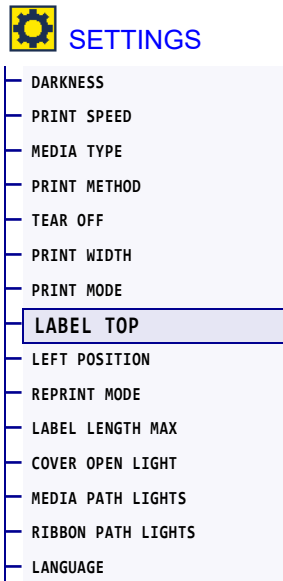 SETTINGS
DARKNESS
PRINT SPEED
MEDIA TYPE
PRINT METHOD
TEAR OFF
PRINT WIDTH
PRINT MODE
LABEL TOP
LEFT POSITION
REPRINT MODE
LABEL LENGTH MAX
COVER OPEN LIGHT
MEDIA PATH LIGHTS
RIBBON PATH LIGHTS
LANGUAGE